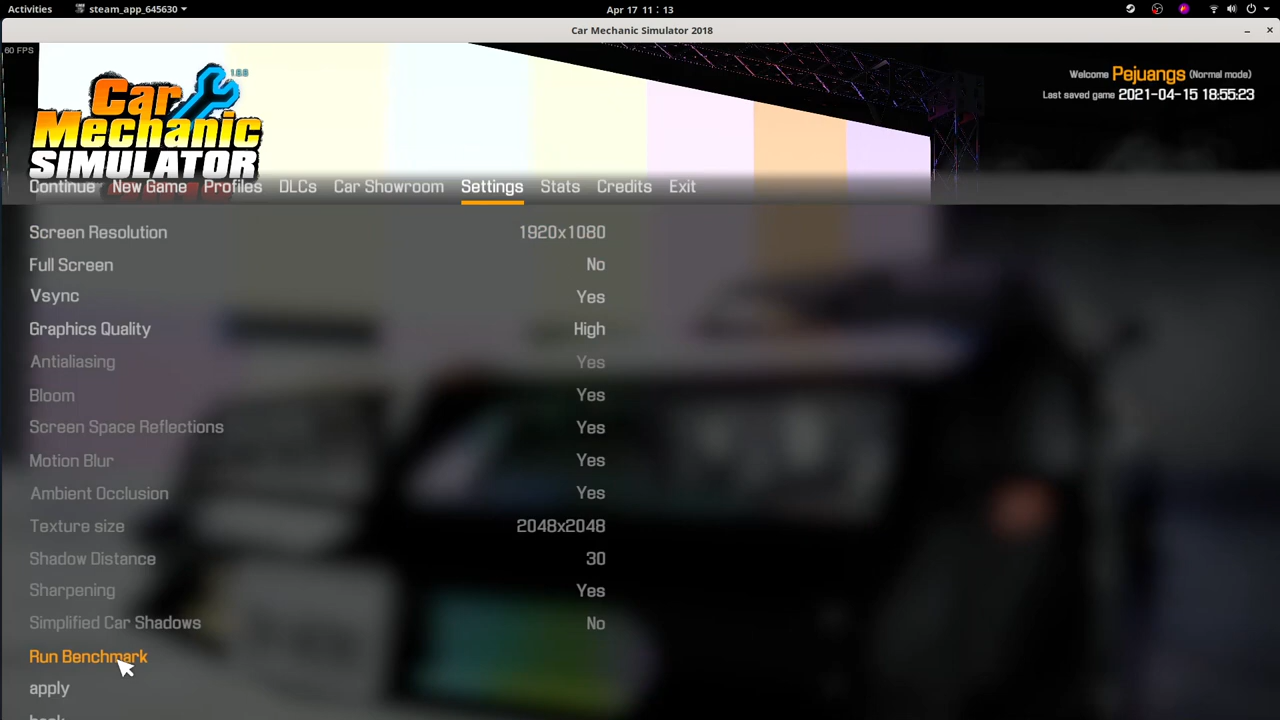 Activities steam_app_645630 Apr 17 11:13
Car Mechanic Simulator 2018
60 FPS
Car
Mechanic
SIMULATOR
Welcome Pejuangs (Normal mode)
Last saved game 2021-04-15 18:55:23
Continue New Game Profiles DLCs Car Showroom Settings Stats Credits Exit
Screen Resolution 1920x1080
Full Screen No
Vsync Yes
Graphics Quality High
Antialiasing Yes
Bloom Yes
Screen Space Reflections Yes
Motion Blur Yes
Ambient Occlusion Yes
Texture size 2048x2048
Shadow Distance 30
Sharpening Yes
Simplified Car Shadows No
Run Benchmark
apply
back